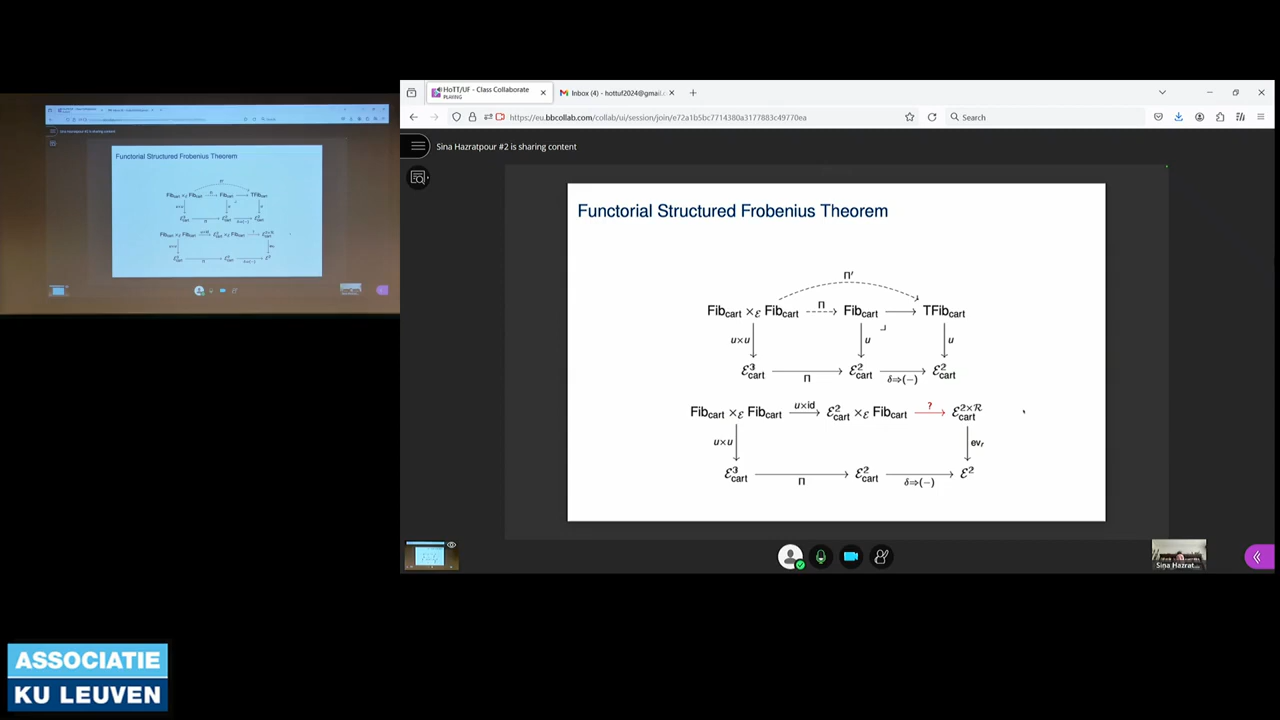 HoTT/UF - Class Collaborate
PLAYING
Inbox (4) - hottuf2024@gmail.c
https://eu.bbcollab.com/collab/ui/session/join/e72a1b5bc7714380a3177883c49770ea
Search
Sina Hazratpour #2 is sharing content
Functorial Structured Frobenius Theorem
Π′
Fib_cart ×_ℰ Fib_cart Π Fib_cart TFib_cart
u×u u u
ℰ³_cart Π ℰ²_cart δ⇒(−) ℰ²_cart
Fib_cart ×_ℰ Fib_cart u×id ℰ²_cart ×_ℰ Fib_cart ? ℰ^{2×ℛ}_cart
u×u ev_r
ℰ³_cart Π ℰ²_cart δ⇒(−) ℰ²
Sina Hazrat...
Functorial Structured Frobenius Theorem
ASSOCIATIE
KU LEUVEN